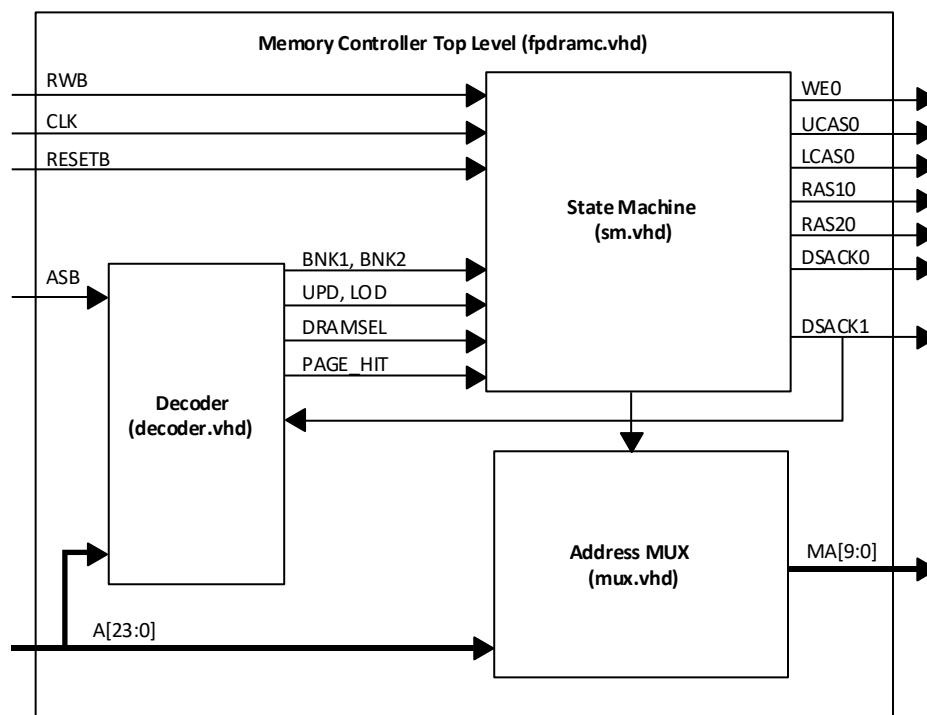 Memory Controller Top Level (fpdramc.vhd)
RWB
CLK
RESETB
State Machine
(sm.vhd)
WE0
UCAS0
LCAS0
RAS10
RAS20
DSACK0
DSACK1
ASB
BNK1, BNK2
UPD, LOD
DRAMSEL
PAGE_HIT
Decoder
(decoder.vhd)
Address MUX
(mux.vhd)
MA[9:0]
A[23:0]